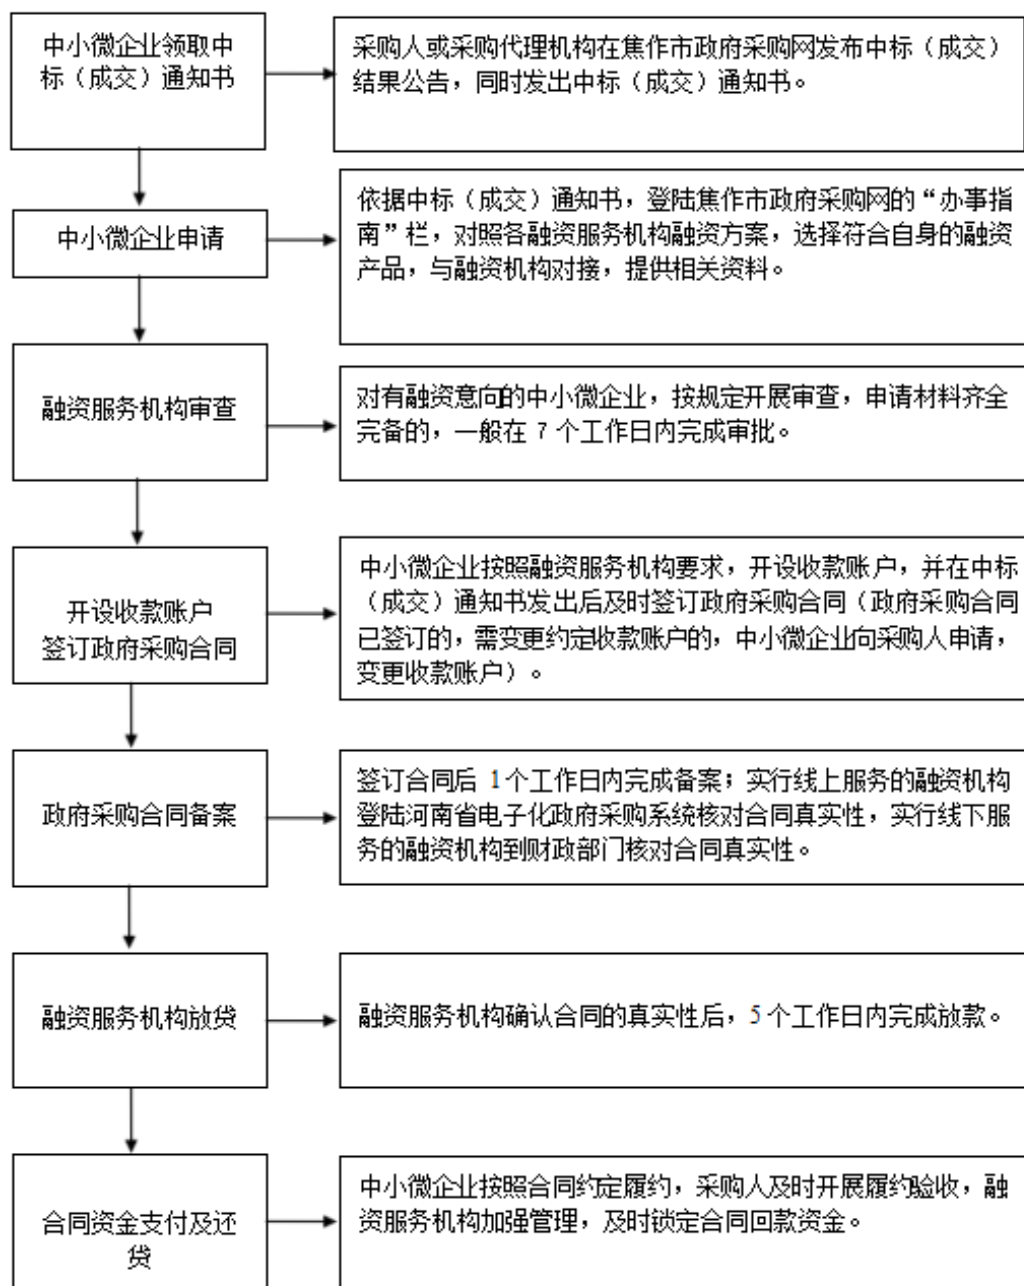 中小微企业领取中
标（成交）通知书
采购人或采购代理机构在焦作市政府采购网发布中标（成交）
结果公告，同时发出中标（成交）通知书。
中小微企业申请
依据中标（成交）通知书，登陆焦作市政府采购网的“办事指
南”栏，对照各融资服务机构融资方案，选择符合自身的融资
产品，与融资机构对接，提供相关资料。
融资服务机构审查
对有融资意向的中小微企业，按规定开展审查，申请材料齐全
完备的，一般在 7 个工作日内完成审批。
开设收款账户
签订政府采购合同
中小微企业按照融资服务机构要求，开设收款账户，并在中标
（成交）通知书发出后及时签订政府采购合同（政府采购合同
已签订的，需变更约定收款账户的，中小微企业向采购人申请，
变更收款账户）。
政府采购合同备案
签订合同后 1个工作日内完成备案；实行线上服务的融资机构
登陆河南省电子化政府采购系统核对合同真实性，实行线下服
务的融资机构到财政部门核对合同真实性。
融资服务机构放贷
融资服务机构确认合同的真实性后，5 个工作日内完成放款。
合同资金支付及还
贷
中小微企业按照合同约定履约，采购人及时开展履约验收，融
资服务机构加强管理，及时锁定合同回款资金。